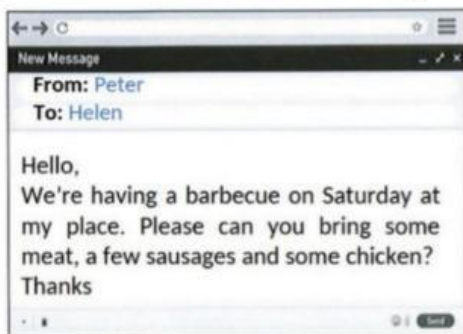 New Message
From: Peter
To: Helen
Hello,
We're having a barbecue on Saturday at
my place. Please can you bring some
meat, a few sausages and some chicken?
Thanks
Send